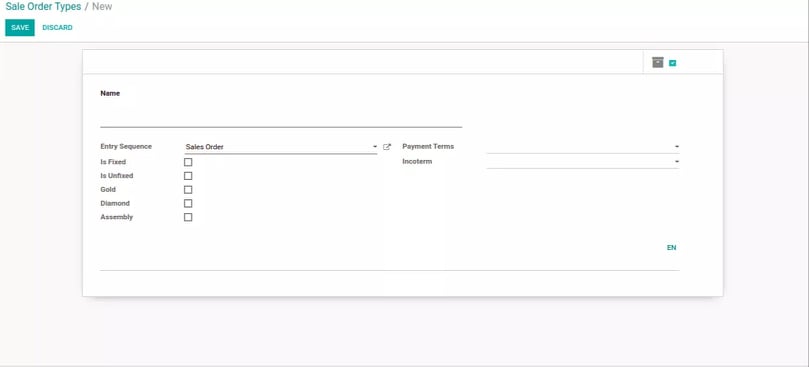 Sale Order Types / New
SAVE DISCARD
Name
Entry Sequence Sales Order Payment Terms
Is Fixed Incoterm
Is Unfixed
Gold
Diamond
Assembly
EN